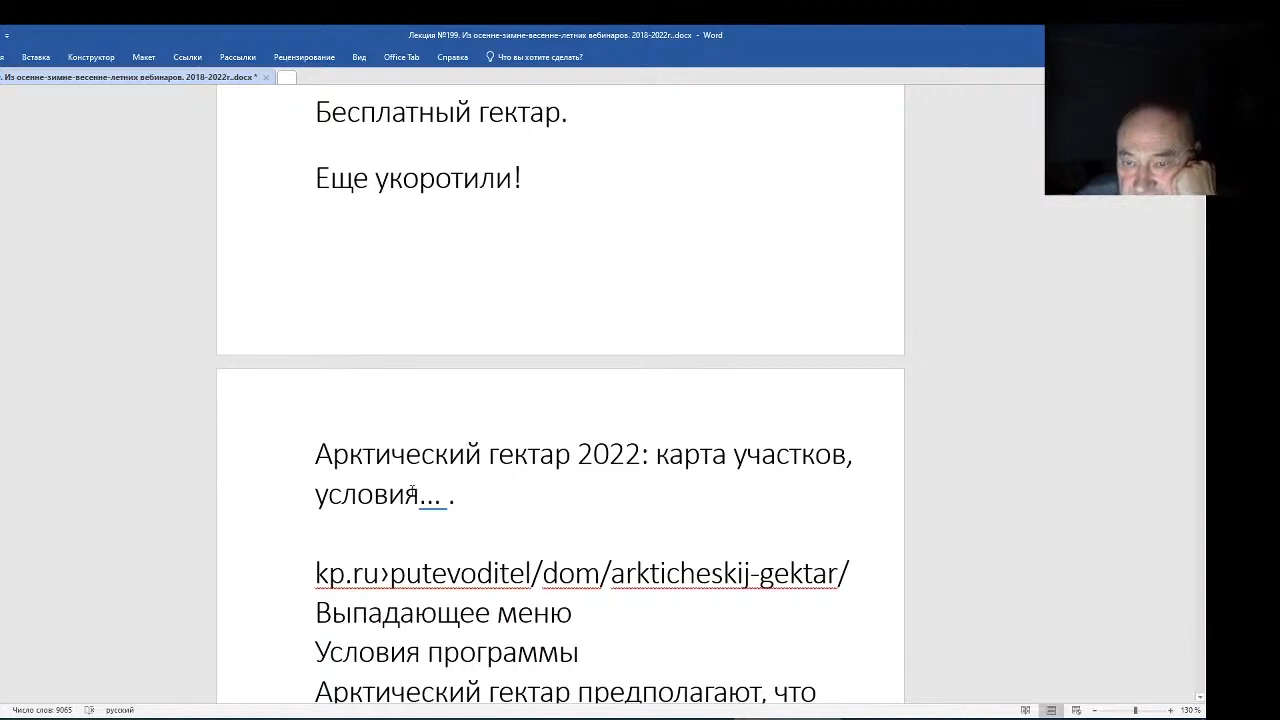 Лекция №199. Из осенне-зимне-весенне-летних вебинаров. 2018-2022г..docx - Word
Вставка Конструктор Макет Ссылки Рассылки Рецензирование Вид Office Tab Справка Что вы хотите сделать?
. Из осенне-зимне-весенне-летних вебинаров. 2018-2022г..docx *
Бесплатный гектар.
Еще укоротили!
Арктический гектар 2022: карта участков,
условия... .
kp.ru›putevoditel/dom/arkticheskij-gektar/
Выпадающее меню
Условия программы
Арктический гектар предполагают, что
Число слов: 9065 русский 130 %